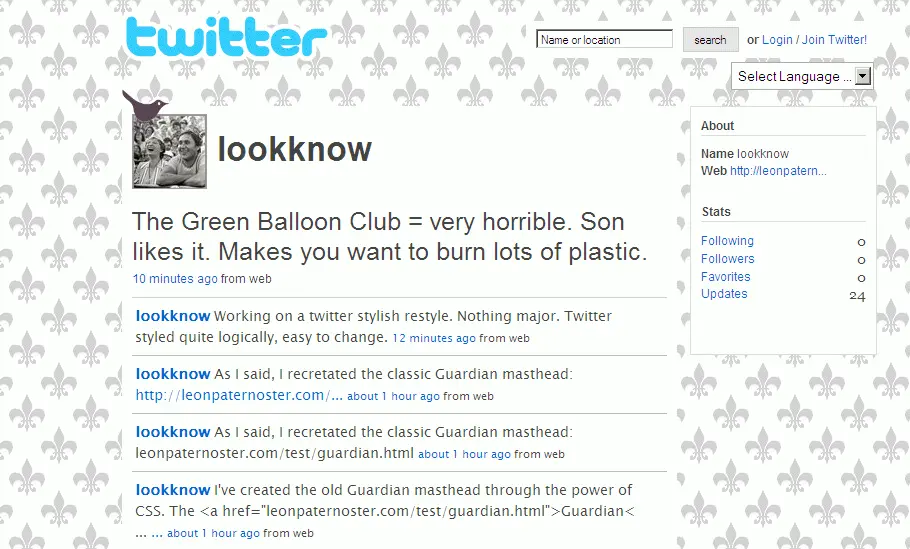 twitter
Name or location
search
or Login / Join Twitter!
Select Language ...
lookknow
The Green Balloon Club = very horrible. Son
likes it. Makes you want to burn lots of plastic.
10 minutes ago from web
lookknow Working on a twitter stylish restyle. Nothing major. Twitter
styled quite logically, easy to change. 12 minutes ago from web
lookknow As I said, I recretated the classic Guardian masthead:
http://leonpaternoster.com/... about 1 hour ago from web
lookknow As I said, I recretated the classic Guardian masthead:
leonpaternoster.com/test/guardian.html about 1 hour ago from web
lookknow I've created the old Guardian masthead through the power of
CSS. The <a href="leonpaternoster.com/test/guardian.html">Guardian<
... ... about 1 hour ago from web
About
Name lookknow
Web http://leonpatern...
Stats
Following 0
Followers 0
Favorites 0
Updates 24